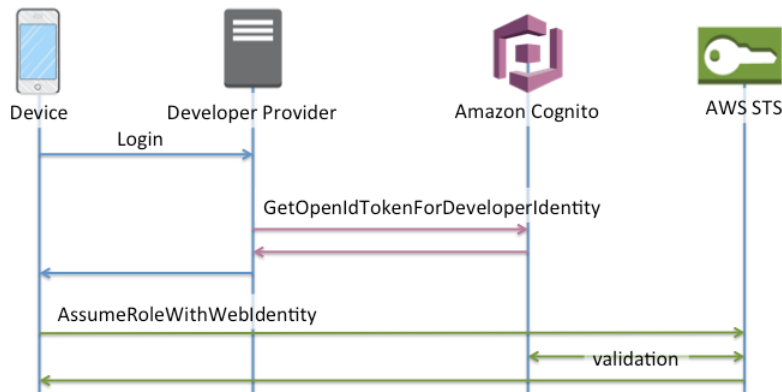 Device
Developer Provider
Amazon Cognito
AWS STS
Login
GetOpenIdTokenForDeveloperIdentity
AssumeRoleWithWebIdentity
validation